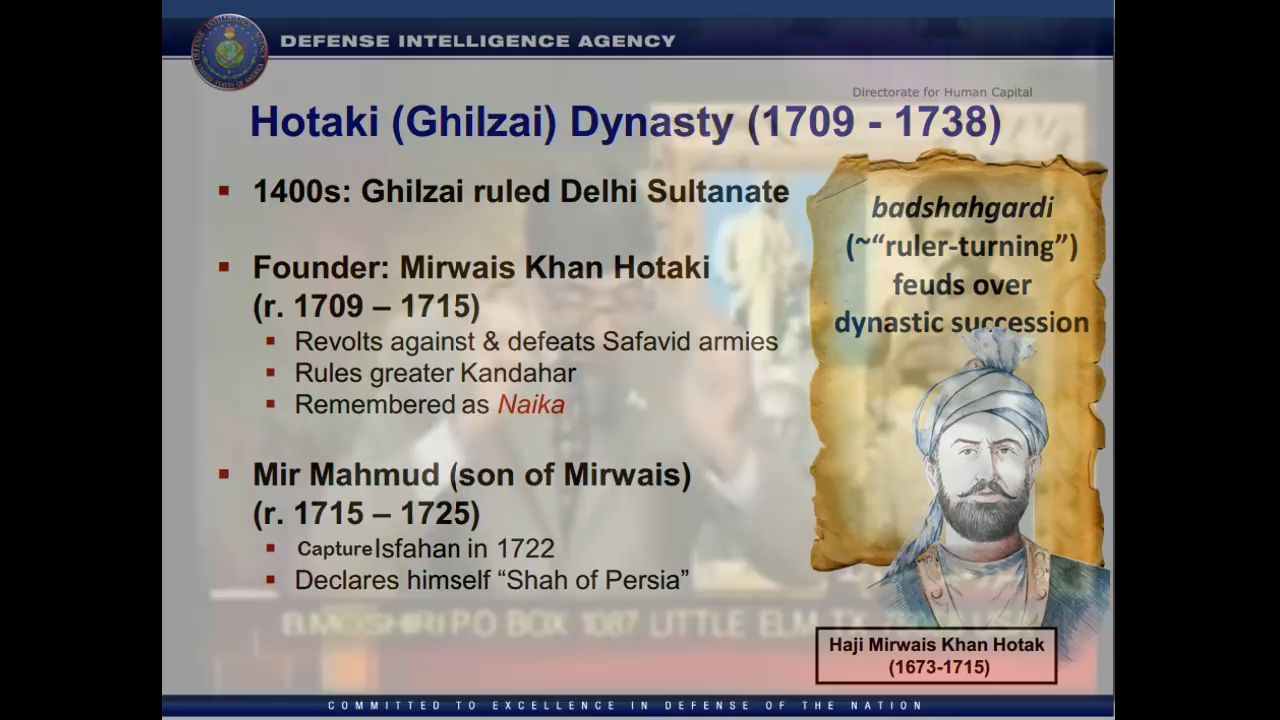 DEFENSE INTELLIGENCE AGENCY
Directorate for Human Capital
Hotaki (Ghilzai) Dynasty (1709 - 1738)
1400s: Ghilzai ruled Delhi Sultanate
Founder: Mirwais Khan Hotaki
(r. 1709 – 1715)
Revolts against & defeats Safavid armies
Rules greater Kandahar
Remembered as Naika
Mir Mahmud (son of Mirwais)
(r. 1715 – 1725)
Capture Isfahan in 1722
Declares himself “Shah of Persia”
badshahgardi
(~“ruler-turning”)
feuds over
dynastic succession
Haji Mirwais Khan Hotak
(1673-1715)
B.MOSHIRI PO BOX 1087 LITTLE ELM, TX
COMMITTED TO EXCELLENCE IN DEFENSE OF THE NATION